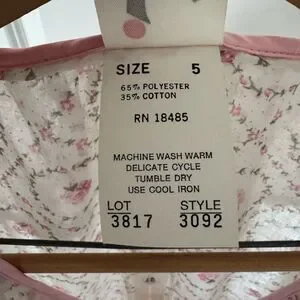 SIZE 5
65% POLYESTER
35% COTTON
RN 18485
MACHINE WASH WARM
DELICATE CYCLE
TUMBLE DRY
USE COOL IRON
LOT STYLE
3817 3092